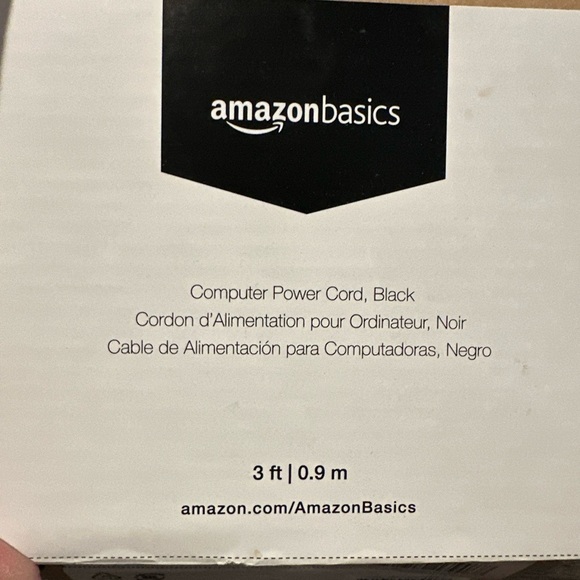 amazonbasics
Computer Power Cord, Black
Cordon d'Alimentation pour Ordinateur, Noir
Cable de Alimentación para Computadoras, Negro
3 ft | 0.9 m
amazon.com/AmazonBasics